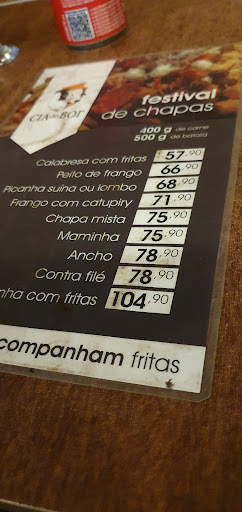 CIA do BOI
festival
de chapas
400 g de carne
500 g de batata
Calabresa com fritas 57,90
Peito de frango 66,90
Picanha suína ou lombo 68,90
Frango com catupiry 71,90
Chapa mista 75,90
Maminha 75,90
Ancho 78,90
Contra filé 78,90
nha com fritas 104,90
companham fritas